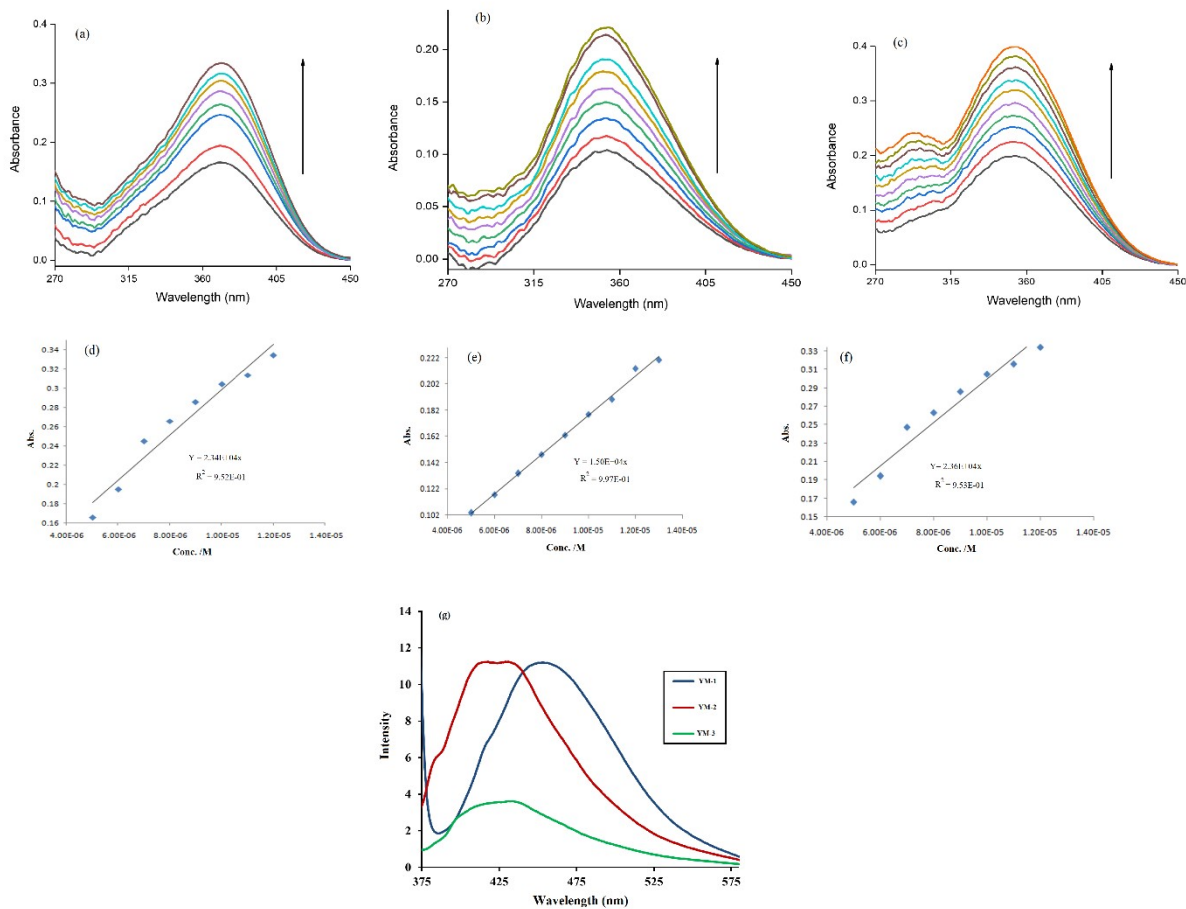 (a)
0.4
0.3
0.2
0.1
0.0
Absorbance
270 315 360 405 450
Wavelength (nm)
(b)
0.20
0.15
0.10
0.05
0.00
Absorbance
270 315 360 405 450
Wavelength (nm)
(c)
0.4
0.3
0.2
0.1
0.0
Absorbance
270 315 360 405 450
Wavelength (nm)
(d)
0.34
0.3
0.28
0.24
0.2
0.18
0.16
Abs.
Y = 2.34E+04x
R² = 9.52E-01
4.00E-06 6.00E-06 8.00E-06 1.00E-05 1.20E-05 1.40E-05
Conc. /M
(e)
0.222
0.202
0.182
0.162
0.142
0.122
0.102
Abs.
Y = 1.50E+04x
R² = 9.97E-01
4.00E-06 6.00E-06 8.00E-06 1.00E-05 1.20E-05 1.40E-05
Conc. /M
(f)
0.33
0.31
0.29
0.27
0.25
0.23
0.21
0.19
0.17
0.15
Abs.
Y = 2.36E+04x
R² = 9.53E-01
4.00E-06 6.00E-06 8.00E-06 1.00E-05 1.20E-05 1.40E-05
Conc. /M
(g)
14
12
10
8
6
4
2
0
Intensity
YM-1
YM-2
YM-3
375 425 475 525 575
Wavelength (nm)